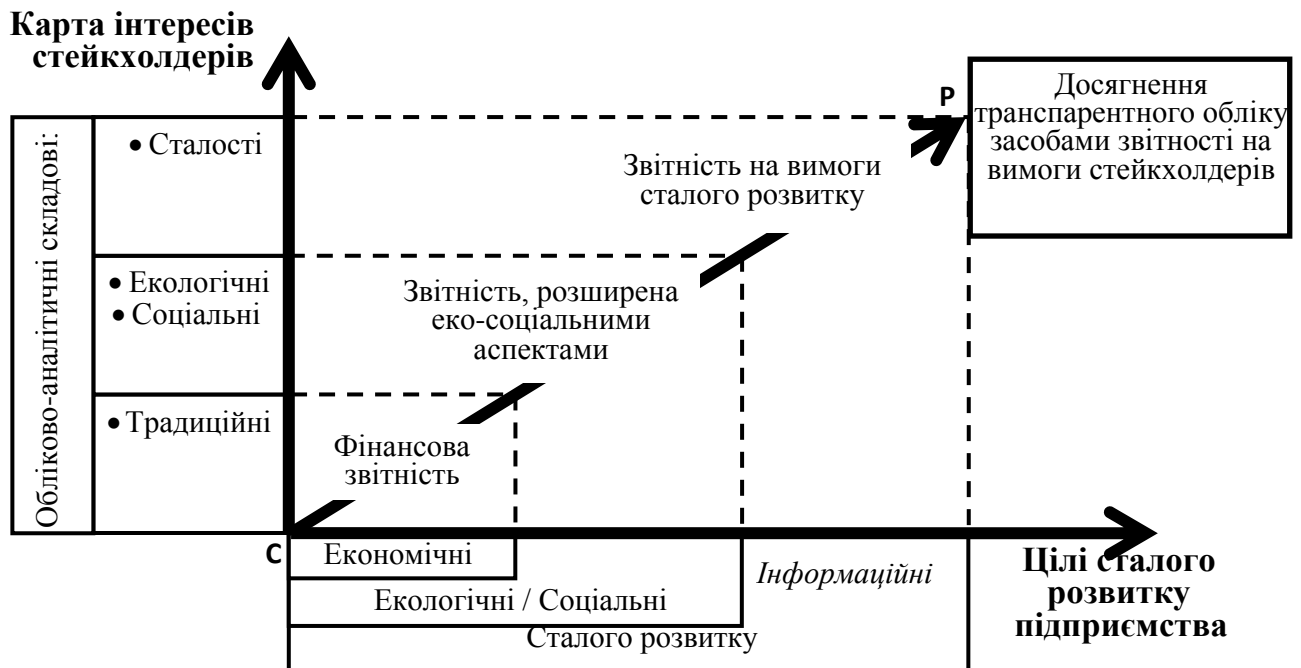 Карта інтересів
стейкхолдерів
Обліково-аналітичні складові:
• Сталості
• Екологічні
• Соціальні
• Традиційні
P
Досягнення
транспарентного обліку
засобами звітності на
вимоги стейкхолдерів
Звітність на вимоги
сталого розвитку
Звітність, розширена
еко-соціальними
аспектами
Фінансова
звітність
C
Економічні
Екологічні / Соціальні
Сталого розвитку
Інформаційні
Цілі сталого
розвитку
підприємства